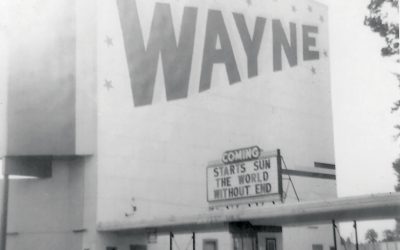 WAYNE
COMING
STARTS SUN
THE WORLD
WITHOUT END